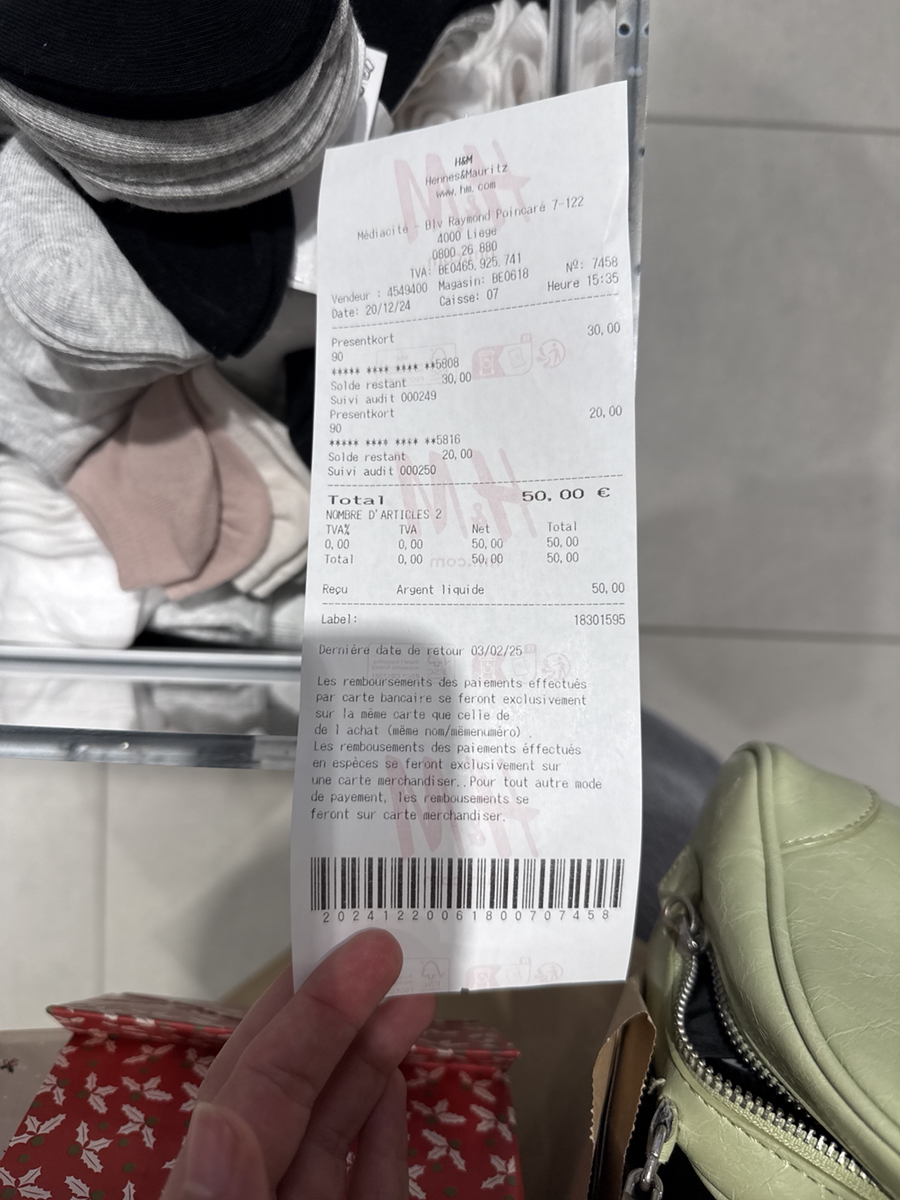 H&M
Hennes&Mauritz
www.hm.com
Médiacité - Blv Raymond Poincaré 7-122
4000 Liege
0800 26 880
TVA: BE0465.925.741
Vendeur : 4549400 Magasin: BE0618 Nº: 7458
Date: 20/12/24 Caisse: 07 Heure 15:35
Presentkort 30,00
90
***** **** **** **5808
Solde restant 30,00
Suivi audit 000249
Presentkort 20,00
90
***** **** **** **5816
Solde restant 20,00
Suivi audit 000250
Total 50.00 €
NOMBRE D'ARTICLES 2
TVA% TVA Net Total
0,00 0,00 50,00 50,00
Total 0,00 50,00 50,00
Reçu Argent liquide 50,00
Label: 18301595
Derniére date de retour 03/02/25
Les remboursements des paiements effectués
par carte bancaire se feront exclusivement
sur la même carte que celle de
de l achat (même nom/mêmenuméro) .
Les rembousements des paiements éffectués
en espèces se feront exclusivement sur
une carte merchandiser..Pour tout autre mode
de payement, les rembousements se
feront sur carte merchandiser.
2024122006180070​7458